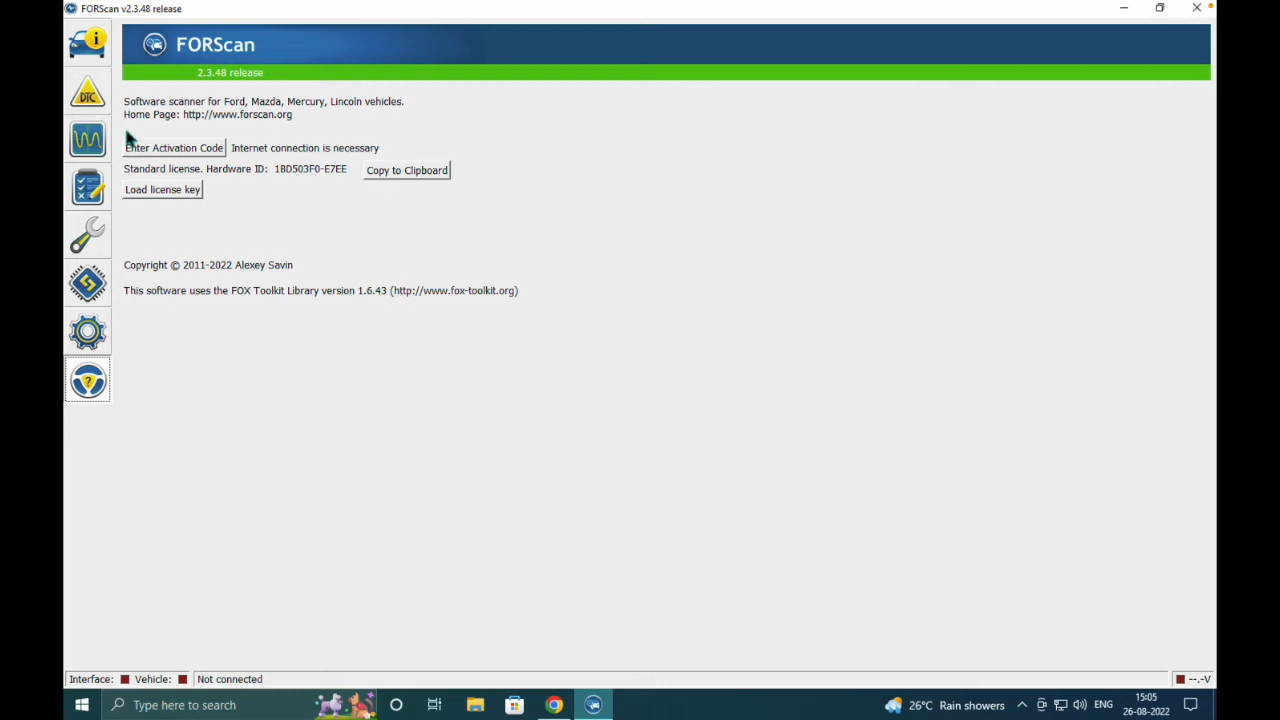 FORScan v2.3.48 release
FORScan
2.3.48 release
Software scanner for Ford, Mazda, Mercury, Lincoln vehicles.
Home Page: http://www.forscan.org
Enter Activation Code Internet connection is necessary
Standard license. Hardware ID: 1BD503F0-E7EE Copy to Clipboard
Load license key
Copyright © 2011-2022 Alexey Savin
This software uses the FOX Toolkit Library version 1.6.43 (http://www.fox-toolkit.org)
i
DTC
?
Interface: Vehicle: Not connected --.-V
Type here to search 26°C Rain showers ENG 15:05
26-08-2022